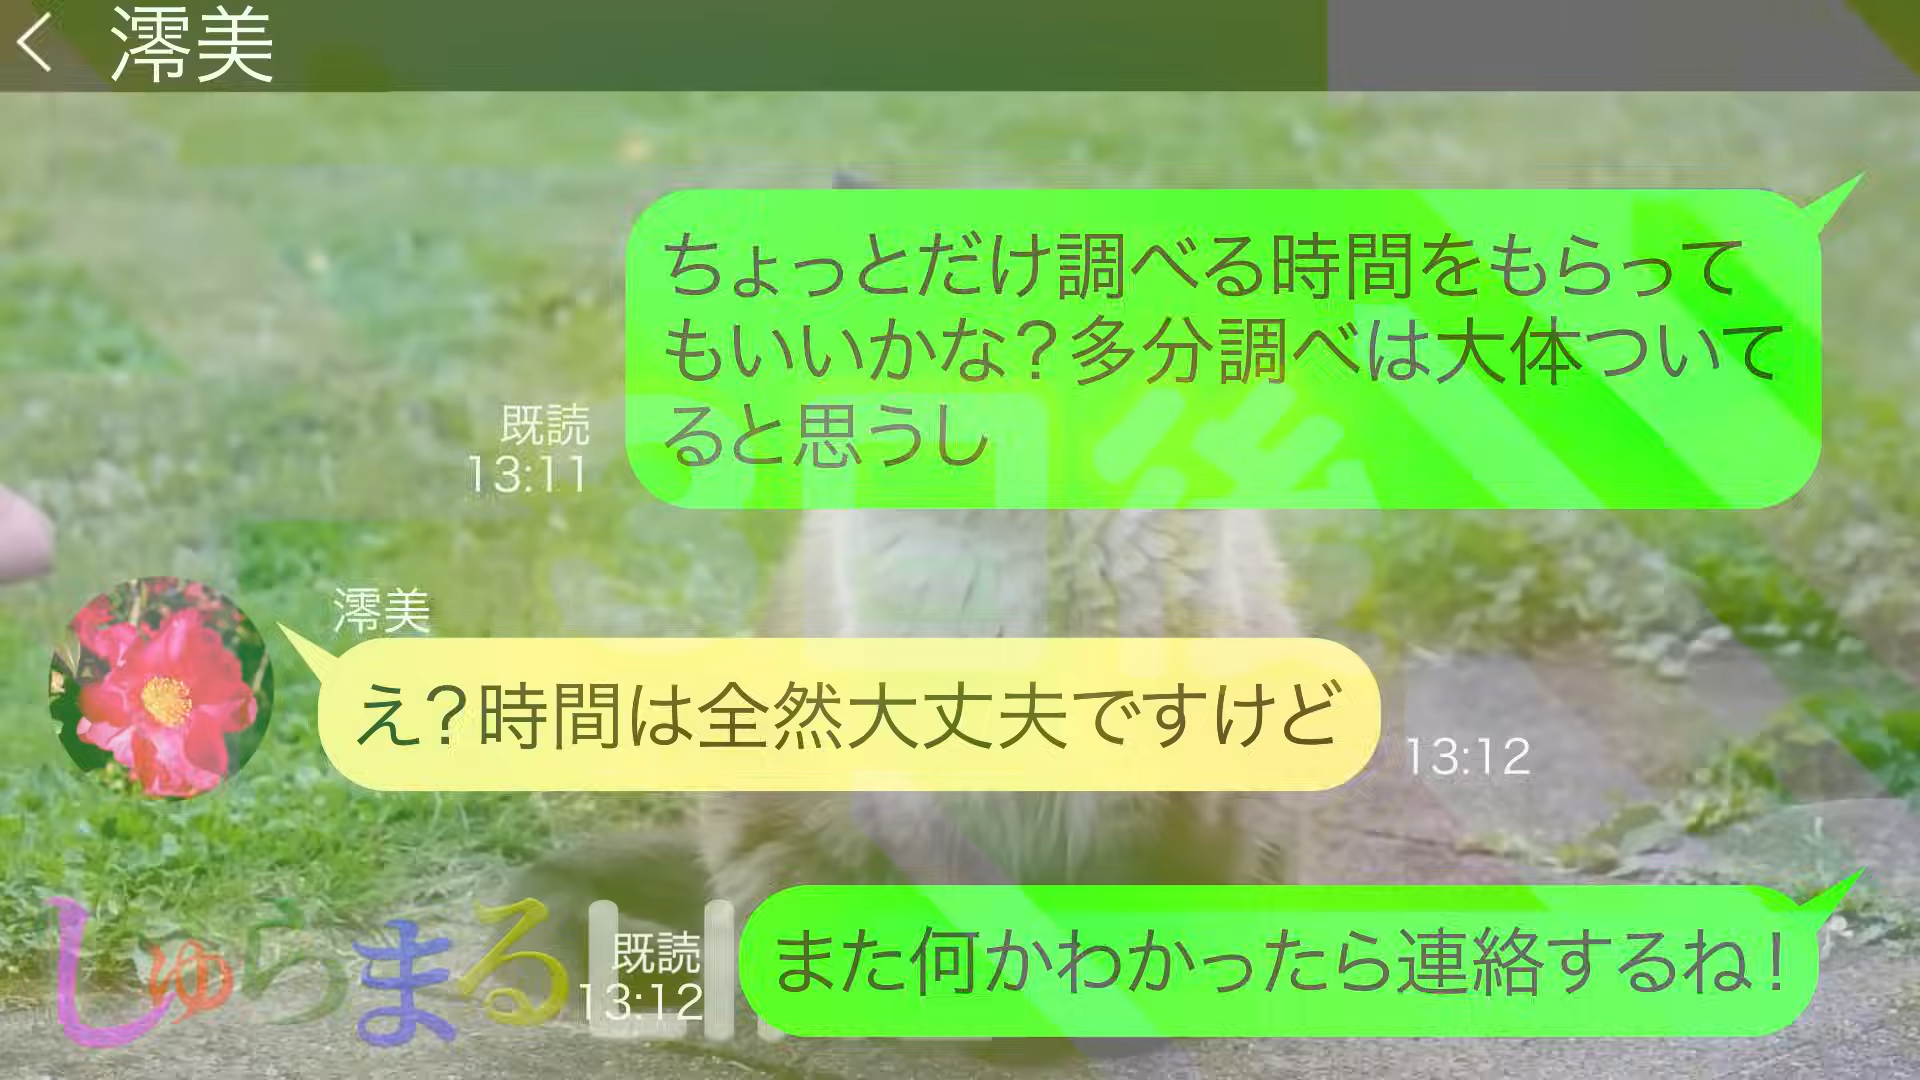 澪美
ちょっとだけ調べる時間をもらって
もいいかな？多分調べは大体ついて
ると思うし
既読
13:11
澪美
え？時間は全然大丈夫ですけど
13:12
また何かわかったら連絡するね！
既読
13:12
しゅらまる
3日後